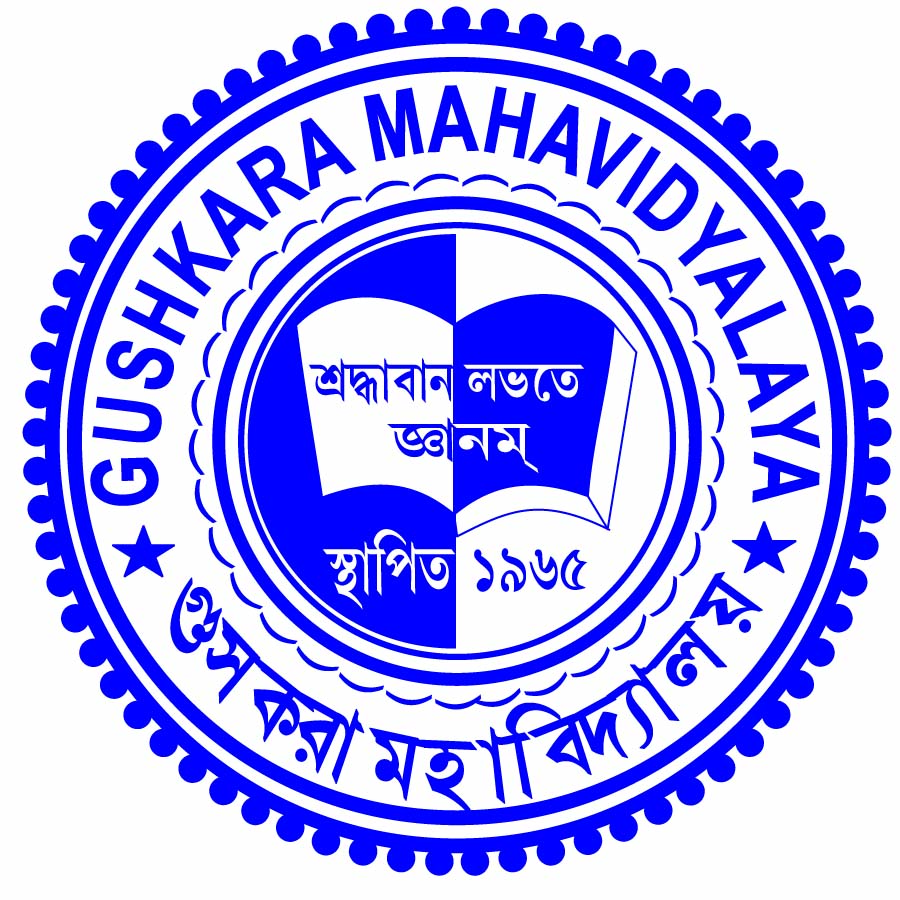 GUSHKARA MAHAVIDYALAYA
শ্রদ্ধাবান লভতে
জ্ঞানম্
স্থাপিত ১৯৬৫
গুসকরা মহাবিদ্যালয়